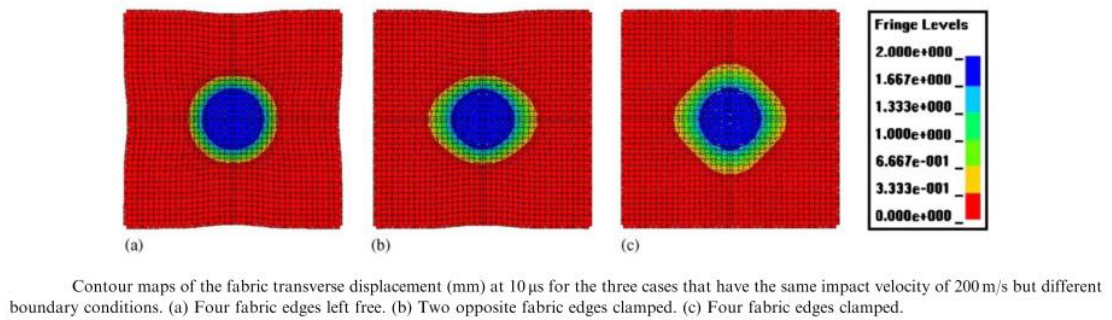 Fringe Levels
2.000e+000
1.667e+000
1.333e+000
1.000e+000
6.667e-001
3.333e-001
0.000e+000
(a)
(b)
(c)
Contour maps of the fabric transverse displacement (mm) at 10 μs for the three cases that have the same impact velocity of 200 m/s but different
boundary conditions. (a) Four fabric edges left free. (b) Two opposite fabric edges clamped. (c) Four fabric edges clamped.